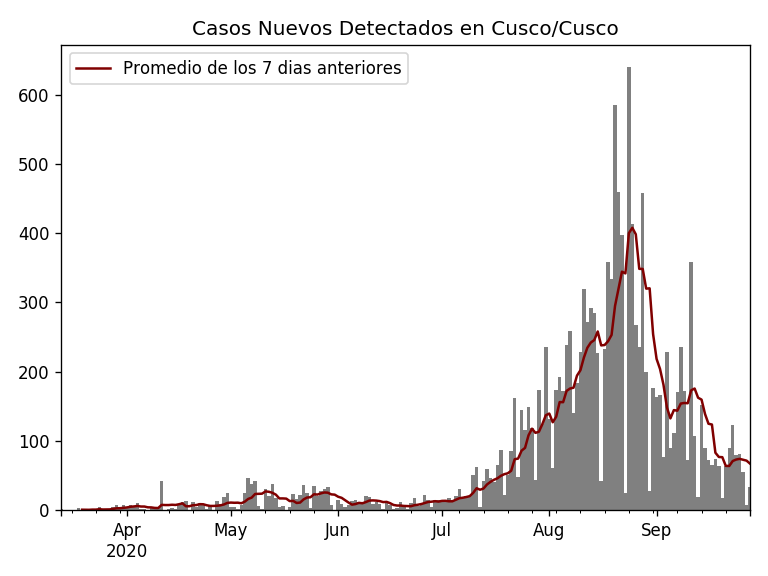 Casos Nuevos Detectados en Cusco/Cusco
Promedio de los 7 dias anteriores
600
500
400
300
200
100
0
Apr May Jun Jul Aug Sep
2020